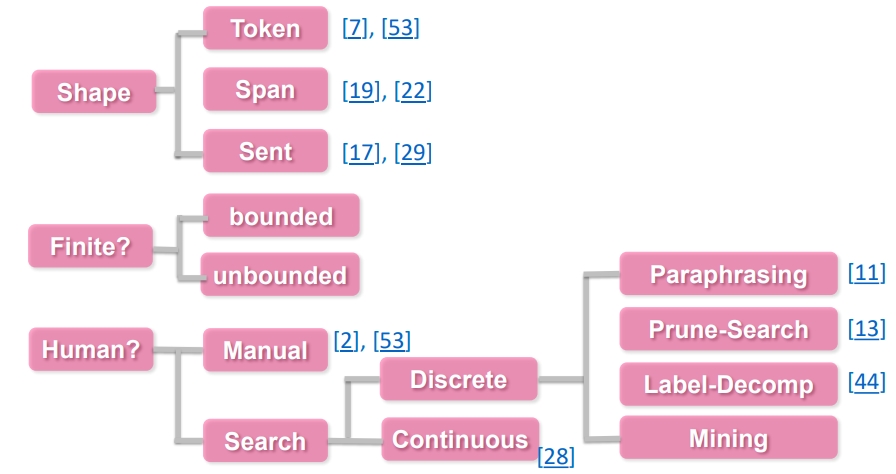 Token [7], [53]
Shape
Span [19], [22]
Sent [17], [29]
bounded
Finite?
unbounded
Paraphrasing [11]
Prune-Search [13]
Human?
Manual [2], [53]
Discrete
Label-Decomp [44]
Search
Continuous [28]
Mining